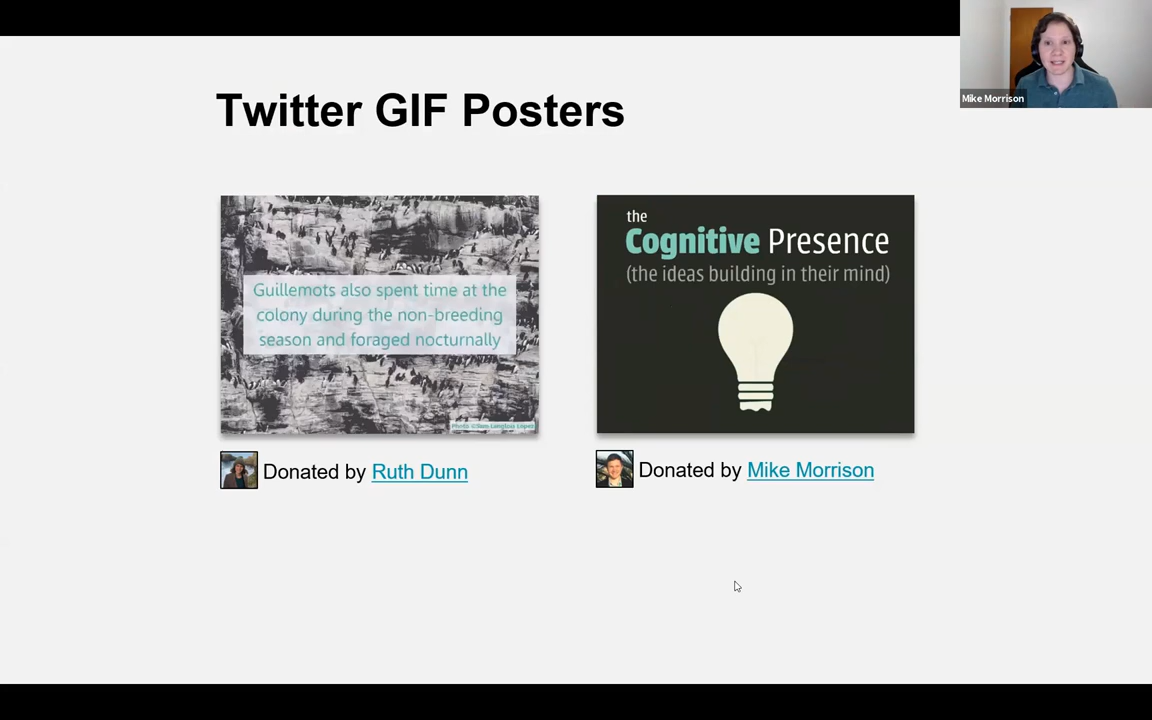 Mike Morrison
Twitter GIF Posters
Guillemots also spent time at the
colony during the non-breeding
season and foraged nocturnally
the
Cognitive Presence
(the ideas building in their mind)
Donated by Ruth Dunn
Donated by Mike Morrison